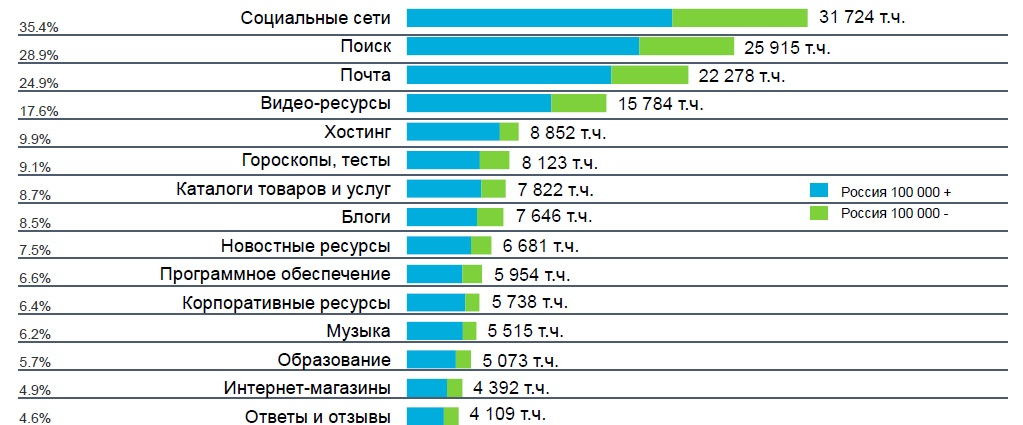 Социальные сети 31 724 т.ч.
35.4%
Поиск 25 915 т.ч.
28.9%
Почта 22 278 т.ч.
24.9%
Видео-ресурсы 15 784 т.ч.
17.6%
Хостинг 8 852 т.ч.
9.9%
Гороскопы, тесты 8 123 т.ч.
9.1%
Каталоги товаров и услуг 7 822 т.ч.
8.7%
Россия 100 000 +
Россия 100 000 -
Блоги 7 646 т.ч.
8.5%
Новостные ресурсы 6 681 т.ч.
7.5%
Программное обеспечение 5 954 т.ч.
6.6%
Корпоративные ресурсы 5 738 т.ч.
6.4%
Музыка 5 515 т.ч.
6.2%
Образование 5 073 т.ч.
5.7%
Интернет-магазины 4 392 т.ч.
4.9%
Ответы и отзывы 4 109 т.ч.
4.6%